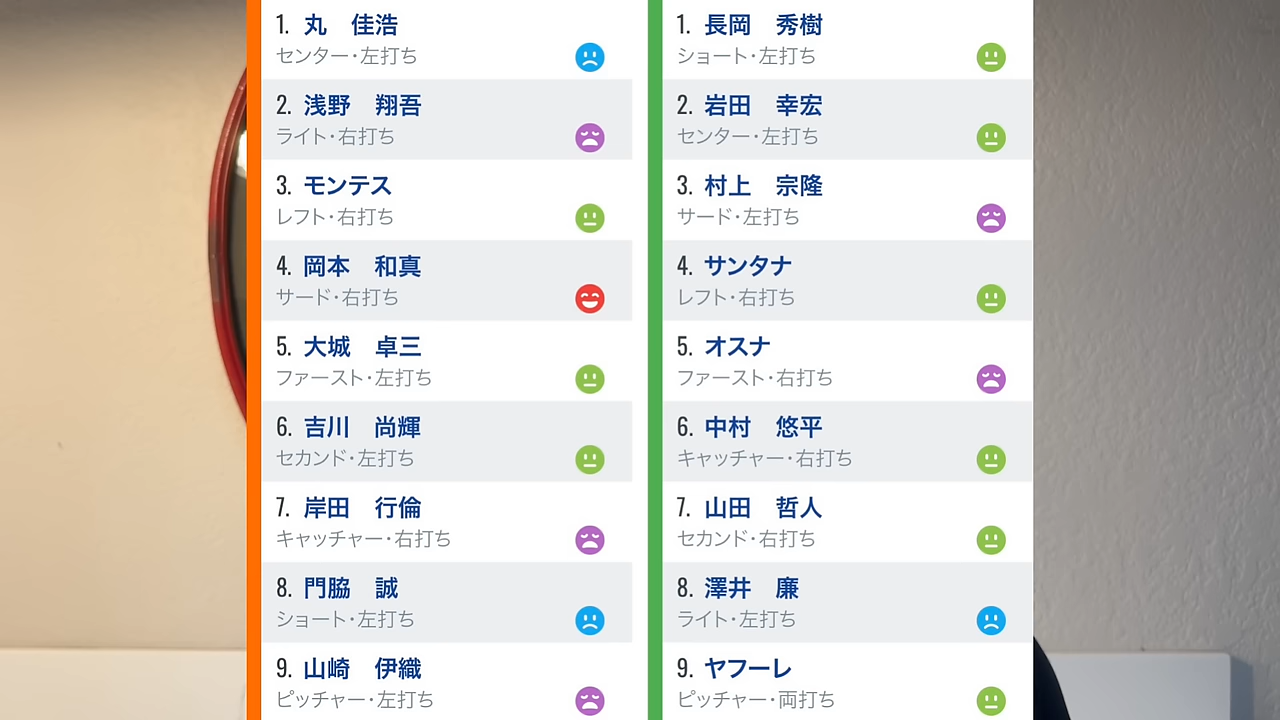 1. 丸　佳浩
センター・左打ち
2. 浅野　翔吾
ライト・右打ち
3. モンテス
レフト・右打ち
4. 岡本　和真
サード・右打ち
5. 大城　卓三
ファースト・左打ち
6. 吉川　尚輝
セカンド・左打ち
7. 岸田　行倫
キャッチャー・右打ち
8. 門脇　誠
ショート・左打ち
9. 山崎　伊織
ピッチャー・左打ち
1. 長岡　秀樹
ショート・左打ち
2. 岩田　幸宏
センター・左打ち
3. 村上　宗隆
サード・左打ち
4. サンタナ
レフト・右打ち
5. オスナ
ファースト・右打ち
6. 中村　悠平
キャッチャー・右打ち
7. 山田　哲人
セカンド・右打ち
8. 澤井　廉
ライト・左打ち
9. ヤフーレ
ピッチャー・両打ち